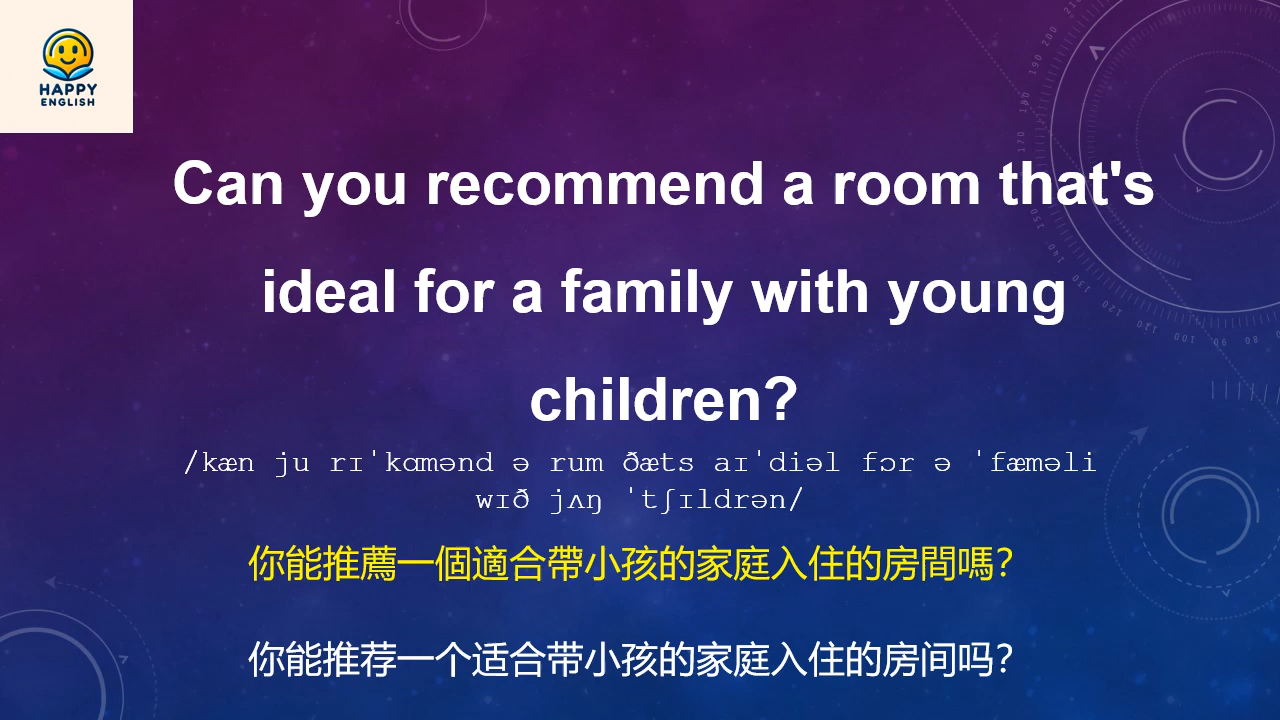 HAPPY
ENGLISH
Can you recommend a room that's
ideal for a family with young
children?
/kæn ju rɪˈkɑmənd ə rum ðæts aɪˈdiəl fɔr ə ˈfæməli
wɪð jʌŋ ˈtʃɪldrən/
你能推薦一個適合帶小孩的家庭入住的房間嗎?
你能推荐一个适合带小孩的家庭入住的房间吗?